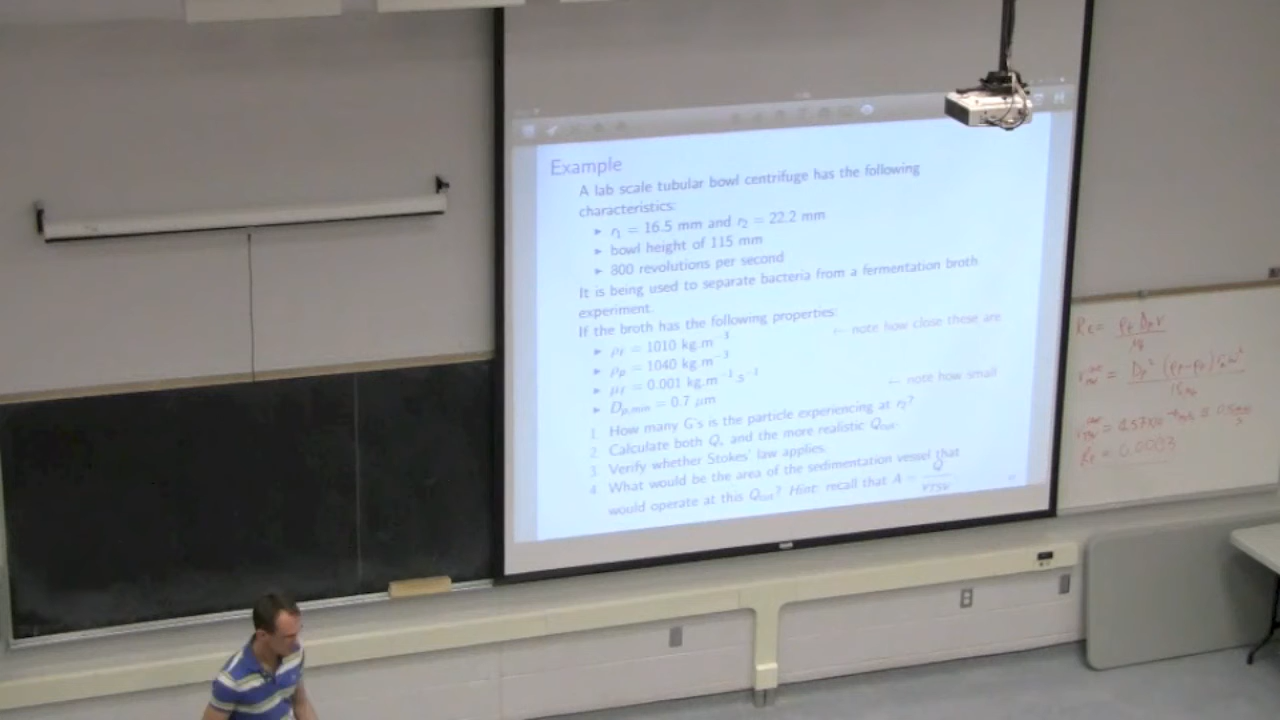 Example
A lab scale tubular bowl centrifuge has the following
characteristics:
▸ r₁ = 16.5 mm and r₂ = 22.2 mm
▸ bowl height of 115 mm
▸ 800 revolutions per second
It is being used to separate bacteria from a fermentation broth
experiment.
If the broth has the following properties:
▸ ρf = 1010 kg.m⁻³ ← note how close these are
▸ ρp = 1040 kg.m⁻³
▸ μf = 0.001 kg.m⁻¹.s⁻¹
▸ Dp,min = 0.7 μm ← note how small
1. How many G's is the particle experiencing at r₂?
2. Calculate both Q, and the more realistic Qcut.
3. Verify whether Stokes' law applies.
4. What would be the area of the sedimentation vessel that
would operate at this Qcut? Hint: recall that A = Q / vTSV
Re = 0.0003